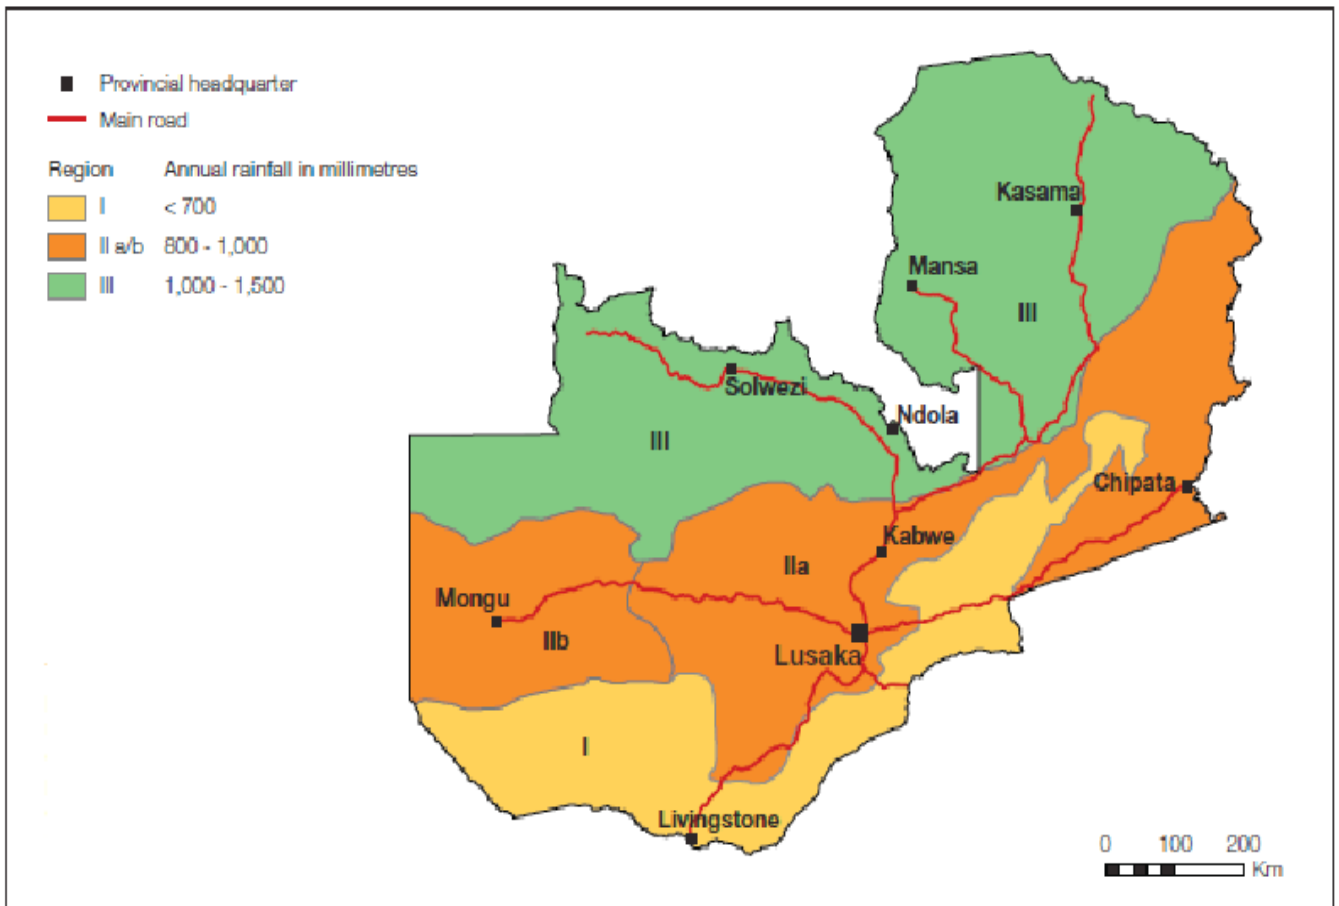 Provincial headquarter
Main road
Region Annual rainfall in millimetres
I < 700
II a/b 800 - 1,000
III 1,000 - 1,500
Kasama
Mansa
III
Solwezi
Ndola
III
Chipata
Kabwe
IIa
Mongu
IIb
Lusaka
I
Livingstone
0 100 200
Km